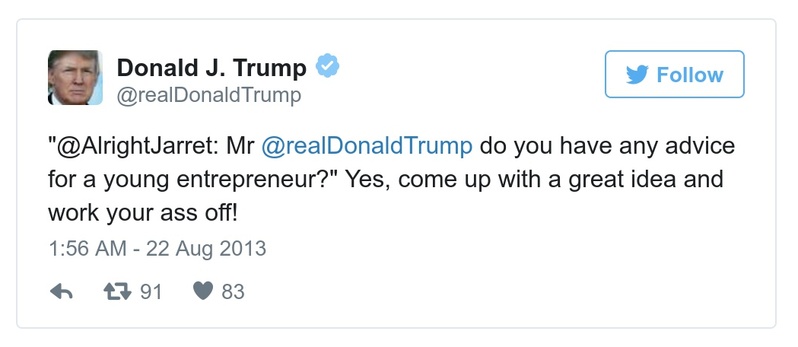 Donald J. Trump
@realDonaldTrump
Follow
"@AlrightJarret: Mr @realDonaldTrump do you have any advice
for a young entrepreneur?" Yes, come up with a great idea and
work your ass off!
1:56 AM - 22 Aug 2013
91 83